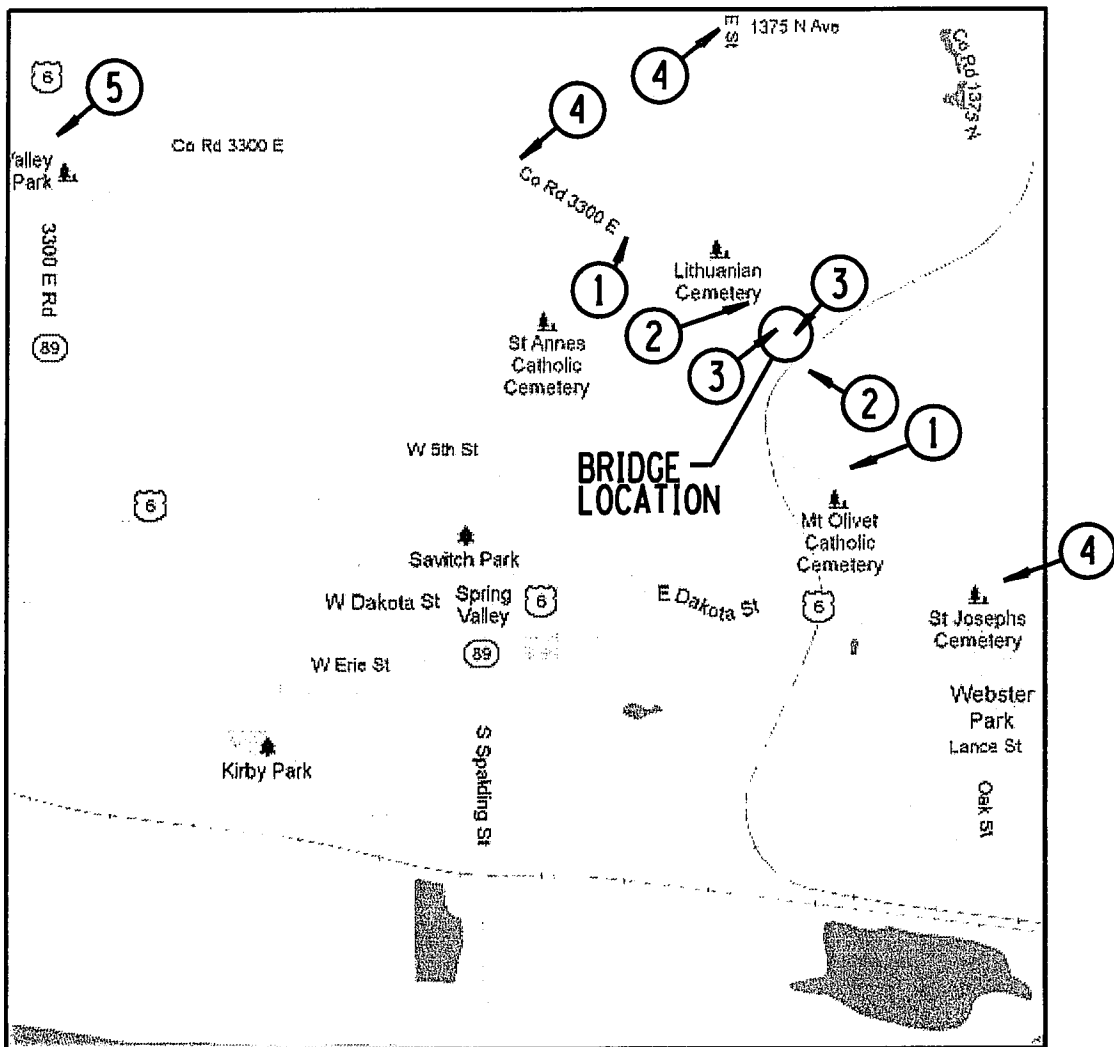 E St
1375 N Ave
Co Rd 1375 N
6
4
5
4
Co Rd 3300 E
Valley
Park
Co Rd 3300 E
3300 E Rd
89
1
Lithuanian
Cemetery
3
2
St Annes
Catholic
Cemetery
3
2
1
W 5th St
BRIDGE
LOCATION
6
Mt Olivet
Catholic
Cemetery
4
Savitch Park
W Dakota St
Spring
Valley
6
E Dakota St
6
St Josephs
Cemetery
89
W Erie St
Webster
Park
Lance St
Kirby Park
S Spalding St
Oak St